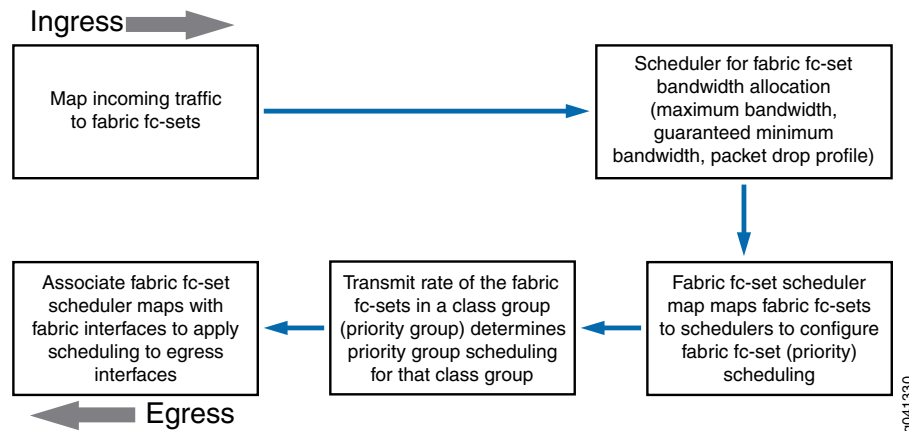 Ingress
Map incoming traffic
to fabric fc-sets
Scheduler for fabric fc-set
bandwidth allocation
(maximum bandwidth,
guaranteed minimum
bandwidth, packet drop profile)
Fabric fc-set scheduler
map maps fabric fc-sets
to schedulers to configure
fabric fc-set (priority)
scheduling
Transmit rate of the fabric
fc-sets in a class group
(priority group) determines
priority group scheduling
for that class group
Associate fabric fc-set
scheduler maps with
fabric interfaces to apply
scheduling to egress
interfaces
Egress
g041330